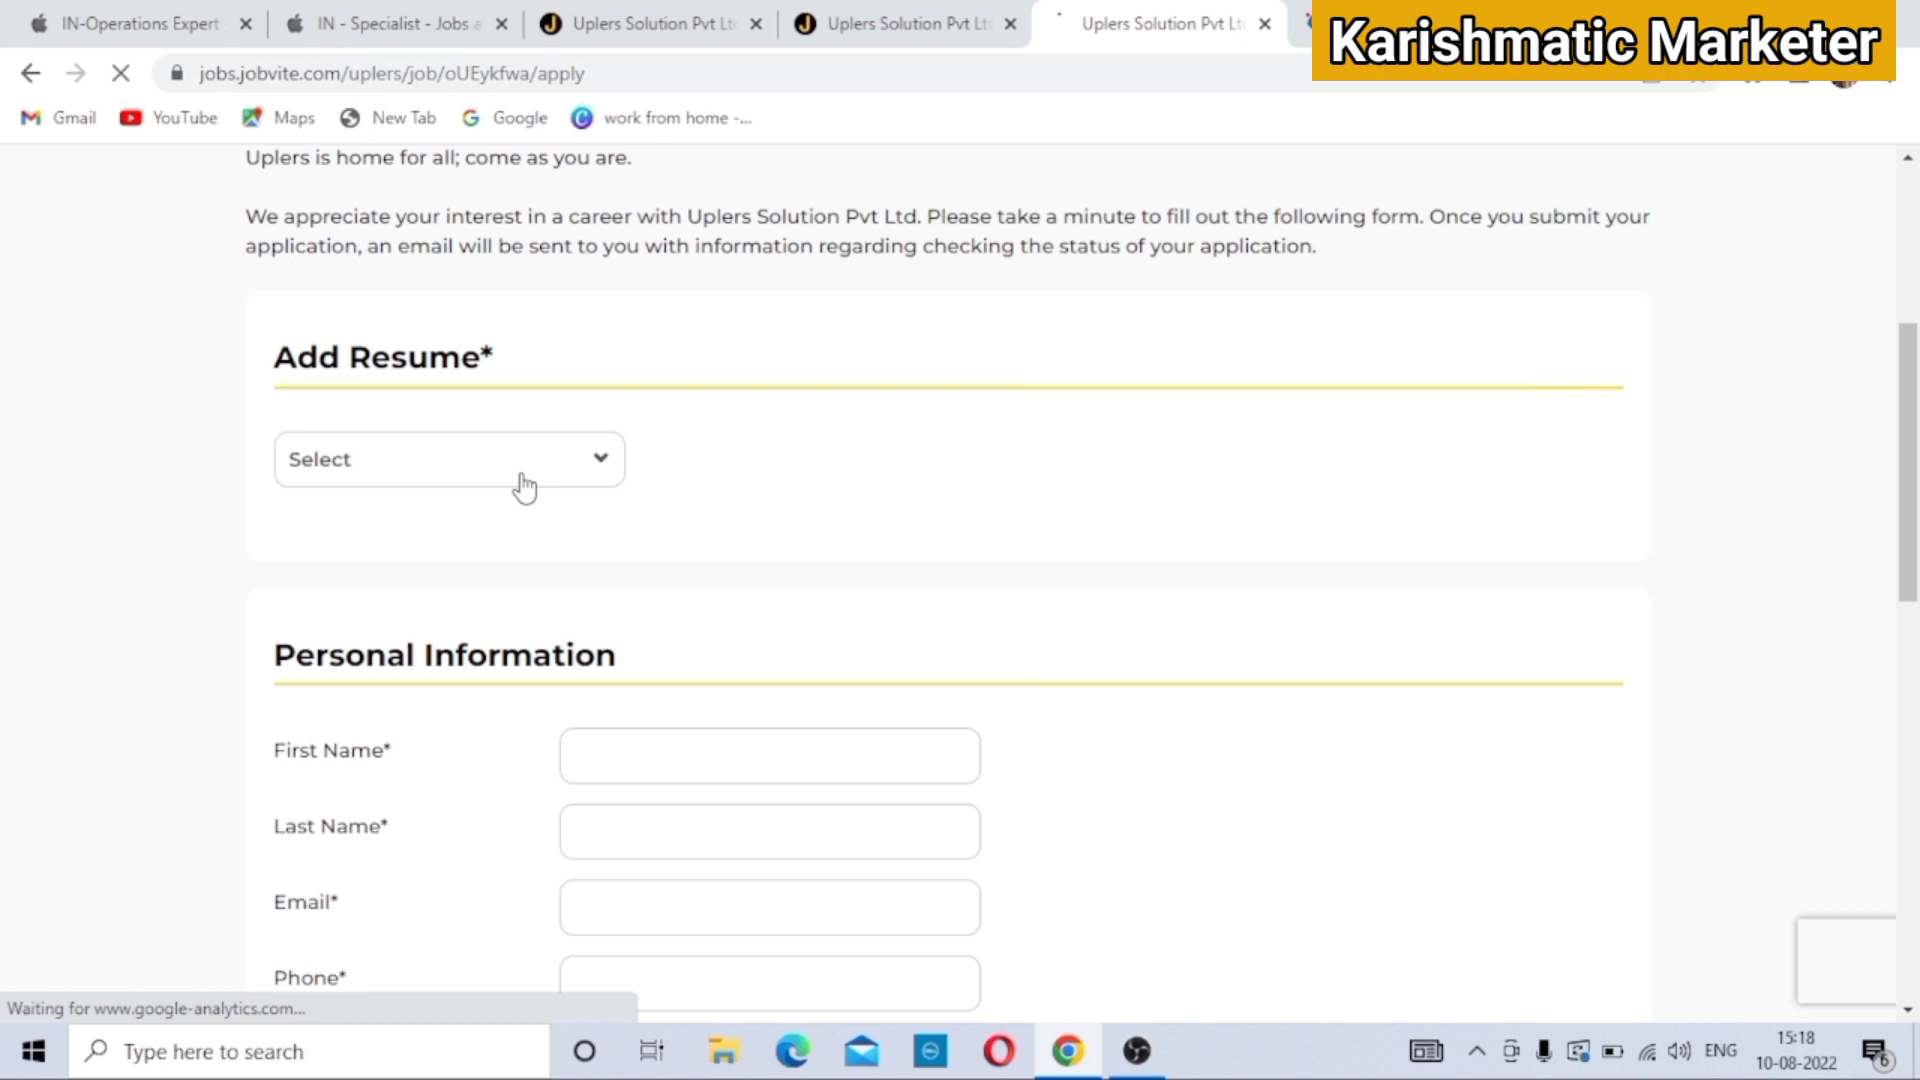 IN-Operations Expert
IN - Specialist - Jobs a
Uplers Solution Pvt Lt
Uplers Solution Pvt Lt
Uplers Solution Pvt Lt
Karishmatic Marketer
jobs.jobvite.com/uplers/job/oUEykfwa/apply
Gmail
YouTube
Maps
New Tab
Google
work from home -...
Uplers is home for all; come as you are.
We appreciate your interest in a career with Uplers Solution Pvt Ltd. Please take a minute to fill out the following form. Once you submit your
application, an email will be sent to you with information regarding checking the status of your application.
Add Resume*
Select
Personal Information
First Name*
Last Name*
Email*
Phone*
Waiting for www.google-analytics.com...
Type here to search
ENG
15:18
10-08-2022
6